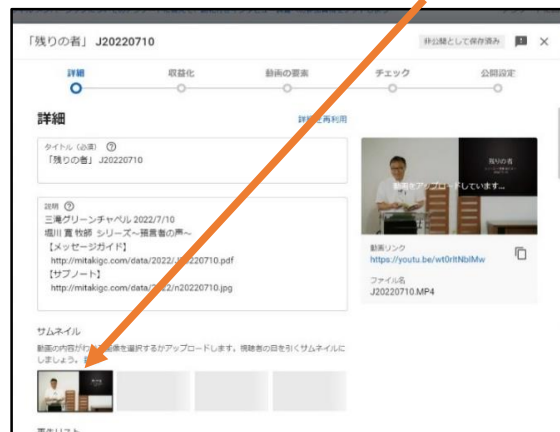 「残りの者」 J20220710
非公開として保存済み
詳細
収益化
動画の要素
チェック
公開設定
詳細
再利用
タイトル (必須)
「残りの者」 J20220710
説明
三滝グリーンチャペル 2022/7/10
堀川 寛 牧師 シリーズ~預言者の声~
【メッセージガイド】
http://mitakigc.com/data/2022/J20220710.pdf
【サブノート】
http://mitakigc.com/data/2022/n20220710.jpg
残りの者
動画をアップロードしています...
動画リンク
https://youtu.be/wt0rItNbIMw
ファイル名
J20220710.MP4
サムネイル
動画の内容がわかる画像を選択するかアップロードします。視聴者の目を引くサムネイルに
しましょう。
再生リスト